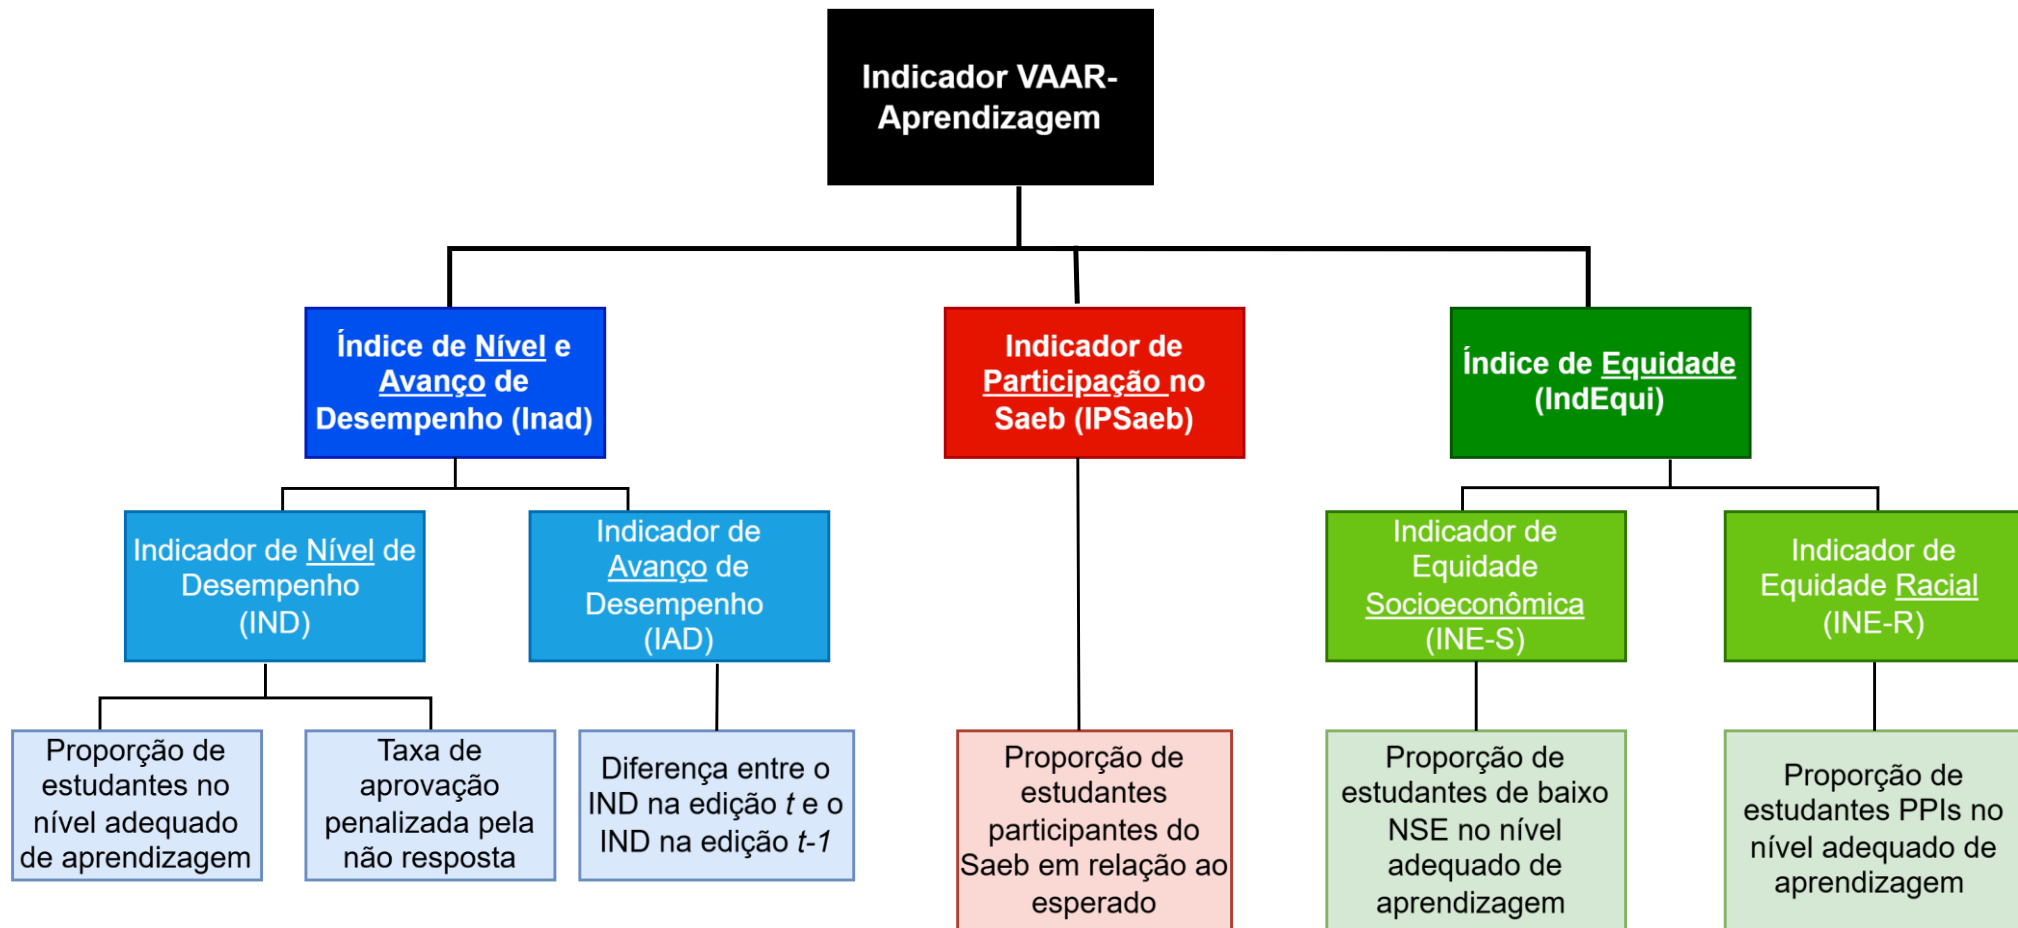 Indicador VAAR-
Aprendizagem
Índice de Nível e
Avanço de
Desempenho (Inad)
Indicador de
Participação no
Saeb (IPSaeb)
Índice de Equidade
(IndEqui)
Indicador de Nível de
Desempenho
(IND)
Indicador de
Avanço de
Desempenho
(IAD)
Indicador de
Equidade
Socioeconômica
(INE-S)
Indicador de
Equidade Racial
(INE-R)
Proporção de
estudantes no
nível adequado
de aprendizagem
Taxa de
aprovação
penalizada pela
não resposta
Diferença entre o
IND na edição t e o
IND na edição t-1
Proporção de
estudantes
participantes do
Saeb em relação ao
esperado
Proporção de
estudantes de baixo
NSE no nível
adequado de
aprendizagem
Proporção de
estudantes PPIs no
nível adequado de
aprendizagem